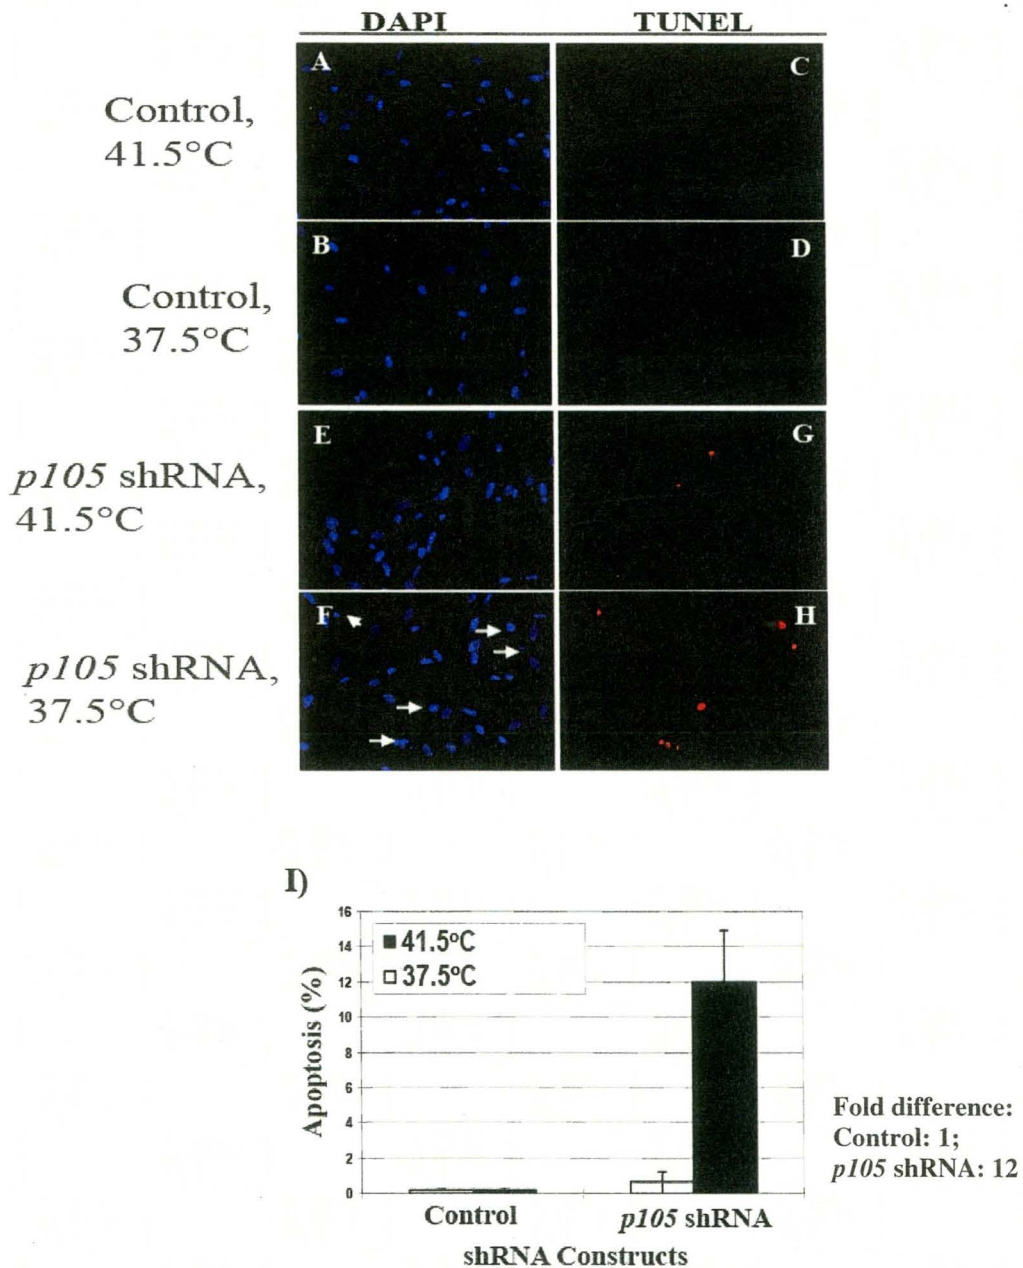 DAPI TUNEL
A C
Control,
41.5°C
B D
Control,
37.5°C
E G
p105 shRNA,
41.5°C
F H
p105 shRNA,
37.5°C
I)
16
14
12
10
8
6
4
2
0
Apoptosis (%)
41.5°C
37.5°C
Control p105 shRNA
shRNA Constructs
Fold difference:
Control: 1;
p105 shRNA: 12